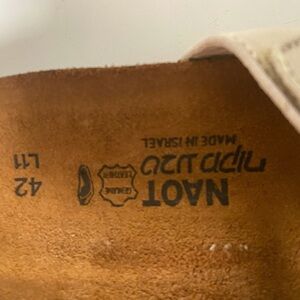 NAOT
טבע נאות
MADE IN ISRAEL
GENUINE
LEATHER
42
L11